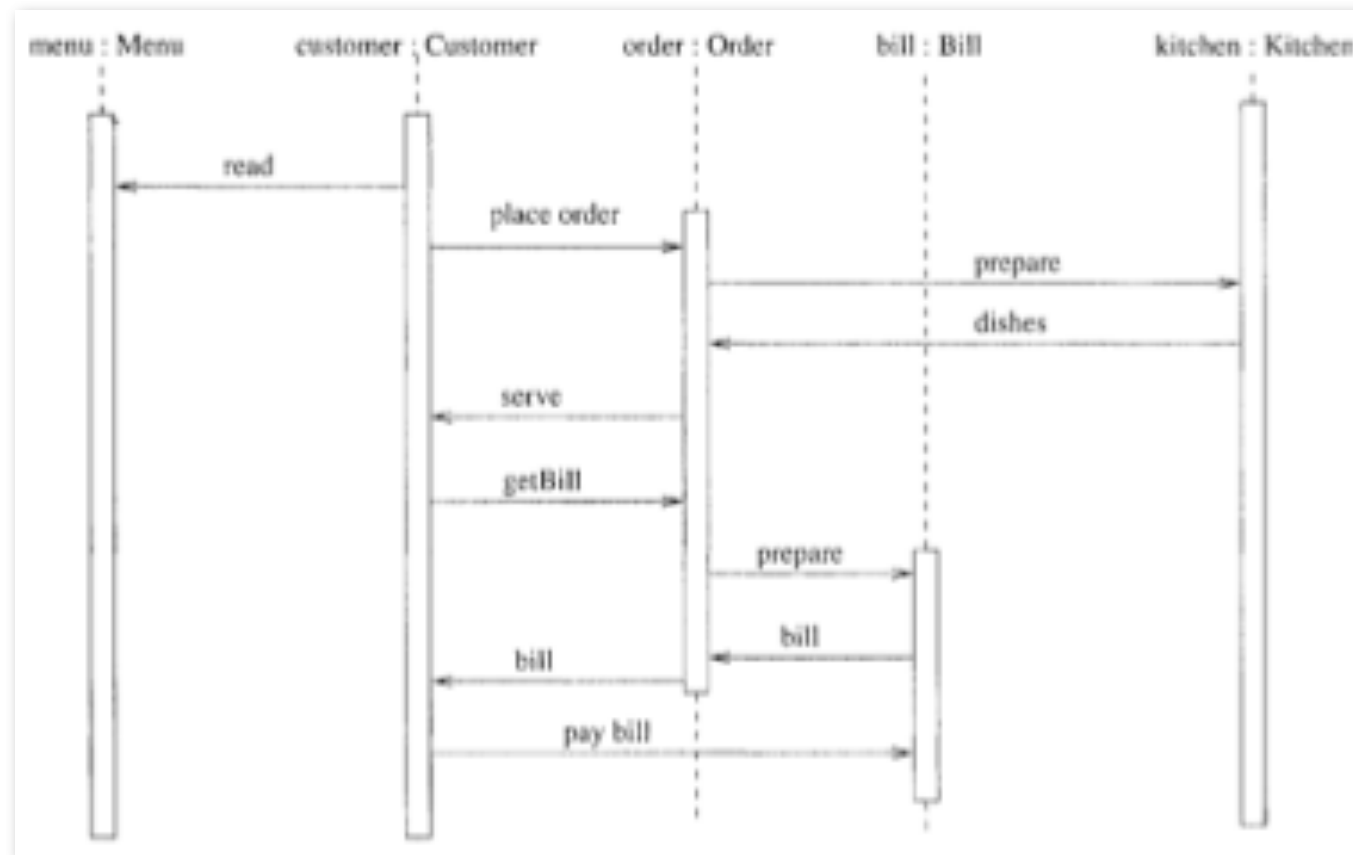 menu : Menu customer : Customer order : Order bill : Bill kitchen : Kitchen
read
place order
prepare
dishes
serve
getBill
prepare
bill
bill
pay bill